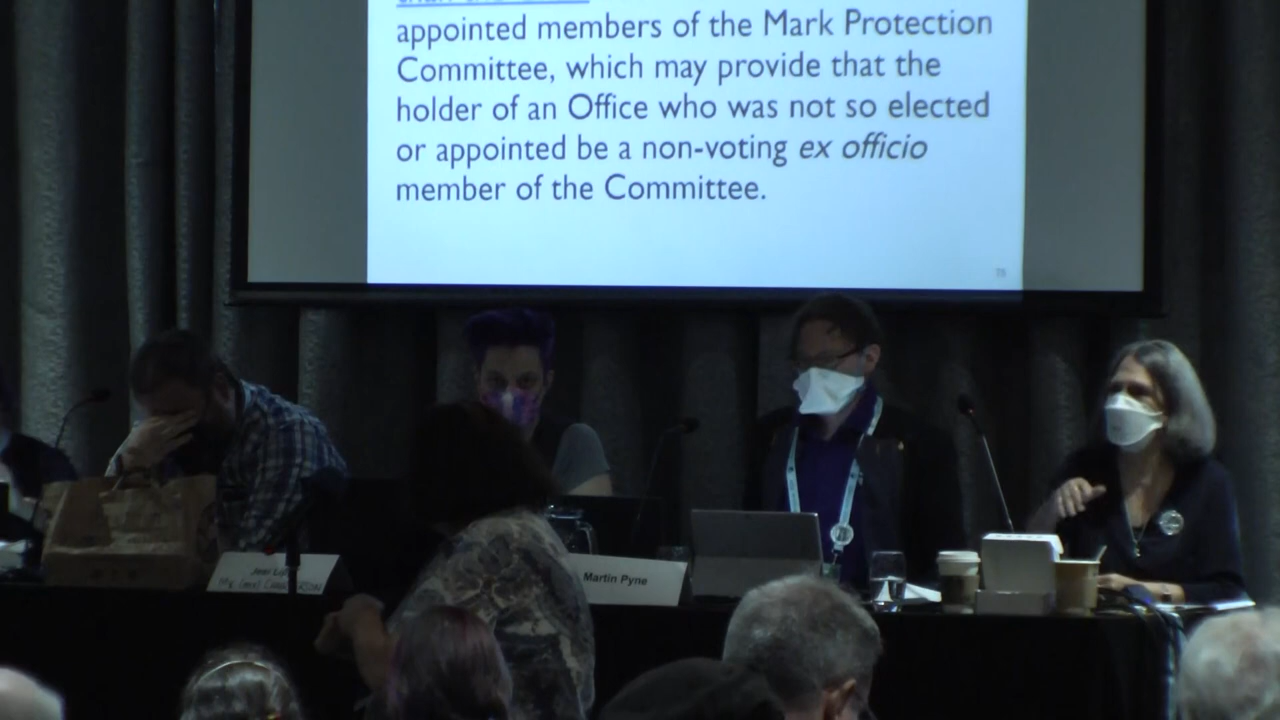 appointed members of the Mark Protection
Committee, which may provide that the
holder of an Office who was not so elected
or appointed be a non-voting ex officio
member of the Committee.
Martin Pyne